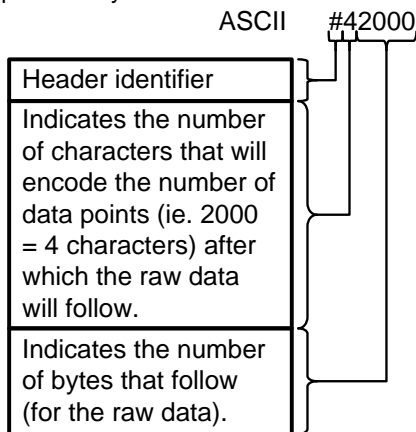 ASCII #42000
Header identifier
Indicates the number
of characters that will
encode the number of
data points (ie. 2000
= 4 characters) after
which the raw data
will follow.
Indicates the number
of bytes that follow
(for the raw data).